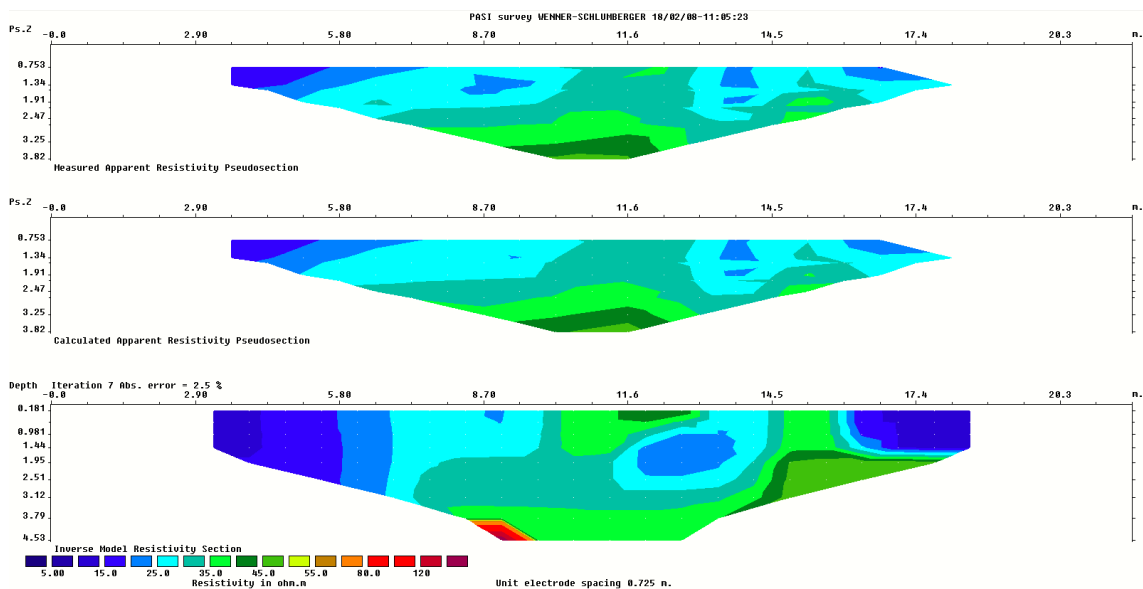 PASI survey WENNER-SCHLUMBERGER 18/02/08-11:05:23
Ps.Z -0.0 2.90 5.80 8.70 11.6 14.5 17.4 20.3 m.
0.753
1.34
1.91
2.47
3.25
3.82
Measured Apparent Resistivity Pseudosection
Ps.Z -0.0 2.90 5.80 8.70 11.6 14.5 17.4 20.3 m.
0.753
1.34
1.91
2.47
3.25
3.82
Calculated Apparent Resistivity Pseudosection
Depth Iteration 7 Abs. error = 2.5 %
-0.0 2.90 5.80 8.70 11.6 14.5 17.4 20.3 m.
0.181
0.981
1.44
1.95
2.51
3.12
3.79
4.53
Inverse Model Resistivity Section
5.00 15.0 25.0 35.0 45.0 55.0 80.0 120
Resistivity in ohm.m Unit electrode spacing 0.725 m.